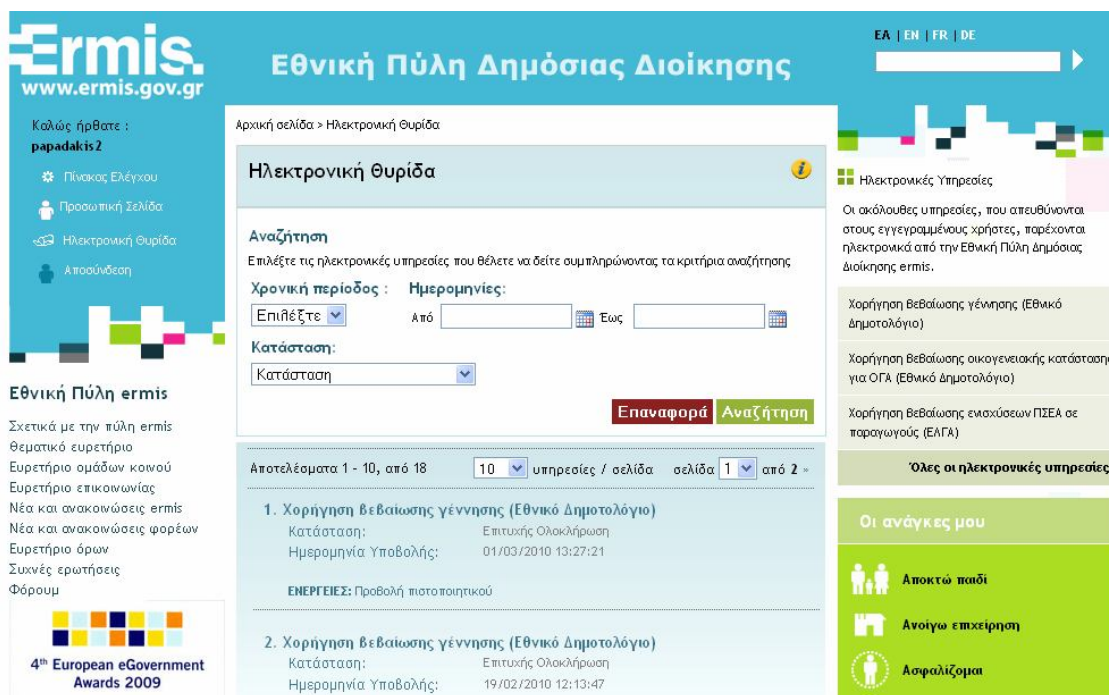 Ermis.
www.ermis.gov.gr
Εθνική Πύλη Δημόσιας Διοίκησης
ΕΛ | EN | FR | DE
Καλώς ήρθατε :
papadakis2
Πίνακας Ελέγχου
Προσωπική Σελίδα
Ηλεκτρονική Θυρίδα
Αποσύνδεση
Εθνική Πύλη ermis
Σχετικά με την πύλη ermis
Θεματικό ευρετήριο
Ευρετήριο ομάδων κοινού
Ευρετήριο επικοινωνίας
Νέα και ανακοινώσεις ermis
Νέα και ανακοινώσεις φορέων
Ευρετήριο όρων
Συχνές ερωτήσεις
Φόρουμ
4th European eGovernment
Awards 2009
Αρχική σελίδα > Ηλεκτρονική Θυρίδα
Ηλεκτρονική Θυρίδα
Αναζήτηση
Επιλέξτε τις ηλεκτρονικές υπηρεσίες που θέλετε να δείτε συμπληρώνοντας τα κριτήρια αναζήτησης
Χρονική περίοδος : Ημερομηνίες:
Επιλέξτε Από Έως
Κατάσταση:
Κατάσταση
Επαναφορά Αναζήτηση
Αποτελέσματα 1 - 10, από 18 10 υπηρεσίες / σελίδα σελίδα 1 από 2 »
1. Χορήγηση βεβαίωσης γέννησης (Εθνικό Δημοτολόγιο)
Κατάσταση: Επιτυχής Ολοκλήρωση
Ημερομηνία Υποβολής: 01/03/2010 13:27:21
ΕΝΕΡΓΕΙΕΣ: Προβολή πιστοποιητικού
2. Χορήγηση βεβαίωσης γέννησης (Εθνικό Δημοτολόγιο)
Κατάσταση: Επιτυχής Ολοκλήρωση
Ημερομηνία Υποβολής: 19/02/2010 12:13:47
Ηλεκτρονικές Υπηρεσίες
Οι ακόλουθες υπηρεσίες, που απευθύνονται
στους εγγεγραμμένους χρήστες, παρέχονται
ηλεκτρονικά από την Εθνική Πύλη Δημόσιας
Διοίκησης ermis.
Χορήγηση βεβαίωσης γέννησης (Εθνικό
Δημοτολόγιο)
Χορήγηση βεβαίωσης οικογενειακής κατάστασης
για ΟΓΑ (Εθνικό Δημοτολόγιο)
Χορήγηση βεβαίωσης ενισχύσεων ΠΣΕΑ σε
παραγωγούς (ΕΛΓΑ)
Όλες οι ηλεκτρονικές υπηρεσίες
Οι ανάγκες μου
Αποκτώ παιδί
Ανοίγω επιχείρηση
Ασφαλίζομαι